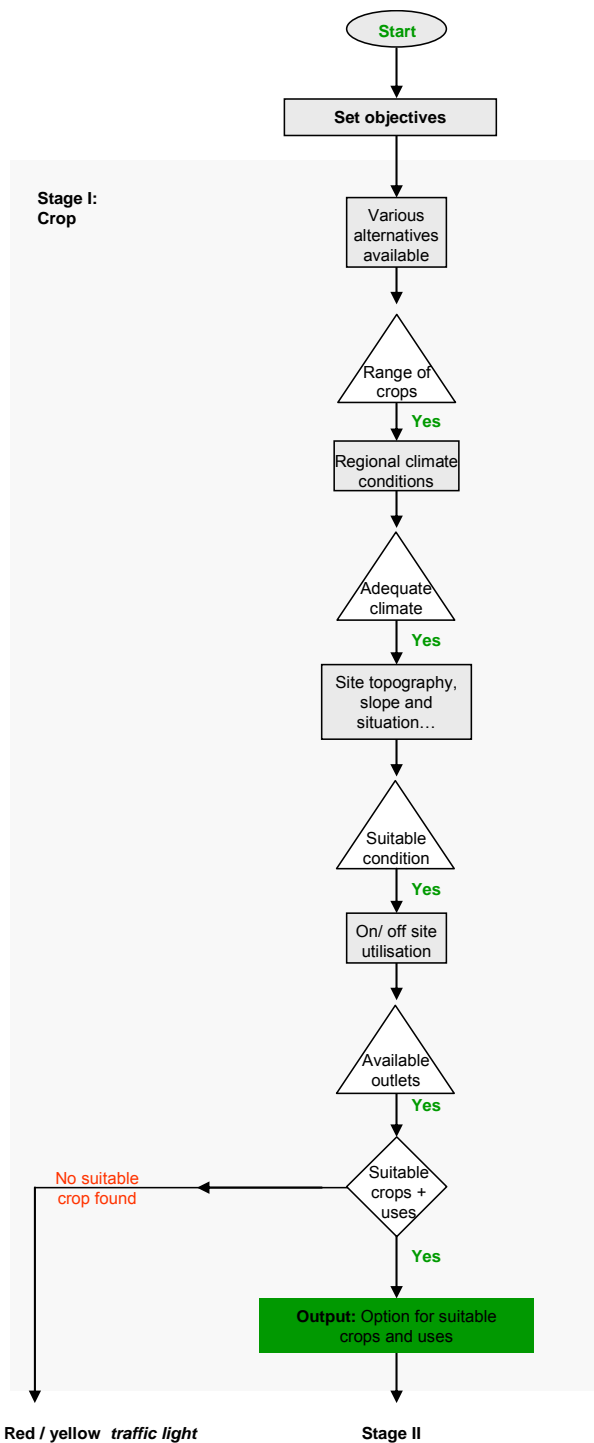 Start
Set objectives
Stage I:
Crop
Various
alternatives
available
Range of
crops
Yes
Regional climate
conditions
Adequate
climate
Yes
Site topography,
slope and
situation…
Suitable
condition
Yes
On/ off site
utilisation
Available
outlets
Yes
No suitable
crop found
Suitable
crops +
uses
Yes
Output: Option for suitable
crops and uses
Red / yellow traffic light
Stage II